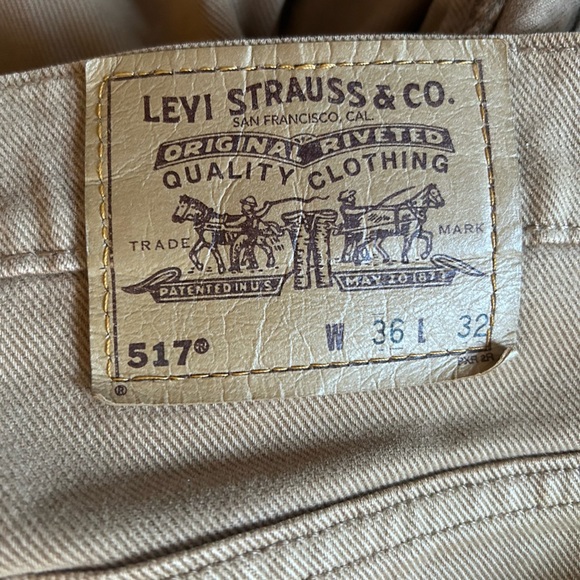 LEVI STRAUSS & CO.
SAN FRANCISCO, CAL.
ORIGINAL RIVETED
QUALITY CLOTHING
TRADE MARK
PATENTED IN U.S. MAY 20 1873
517® W 36 L 32
®